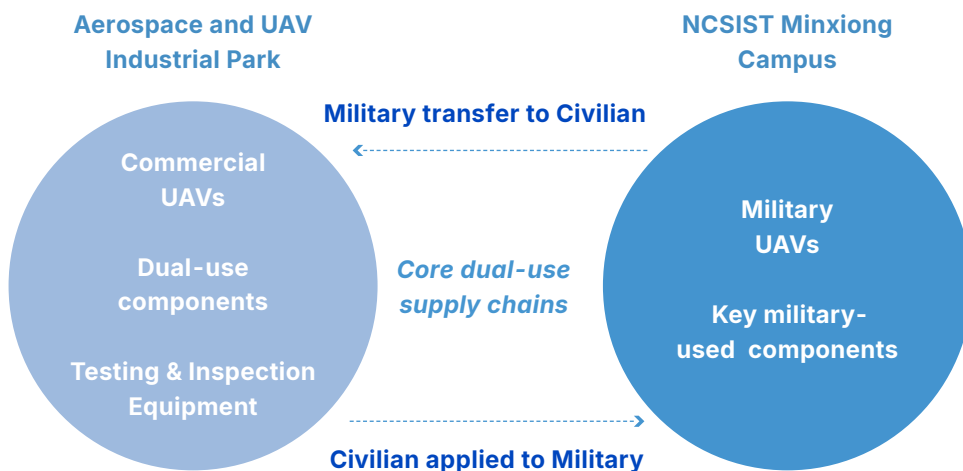 Aerospace and UAV
Industrial Park
NCSIST Minxiong
Campus
Military transfer to Civilian
Commercial
UAVs
Dual-use
components
Testing & Inspection
Equipment
Core dual-use
supply chains
Military
UAVs
Key military-
used components
Civilian applied to Military